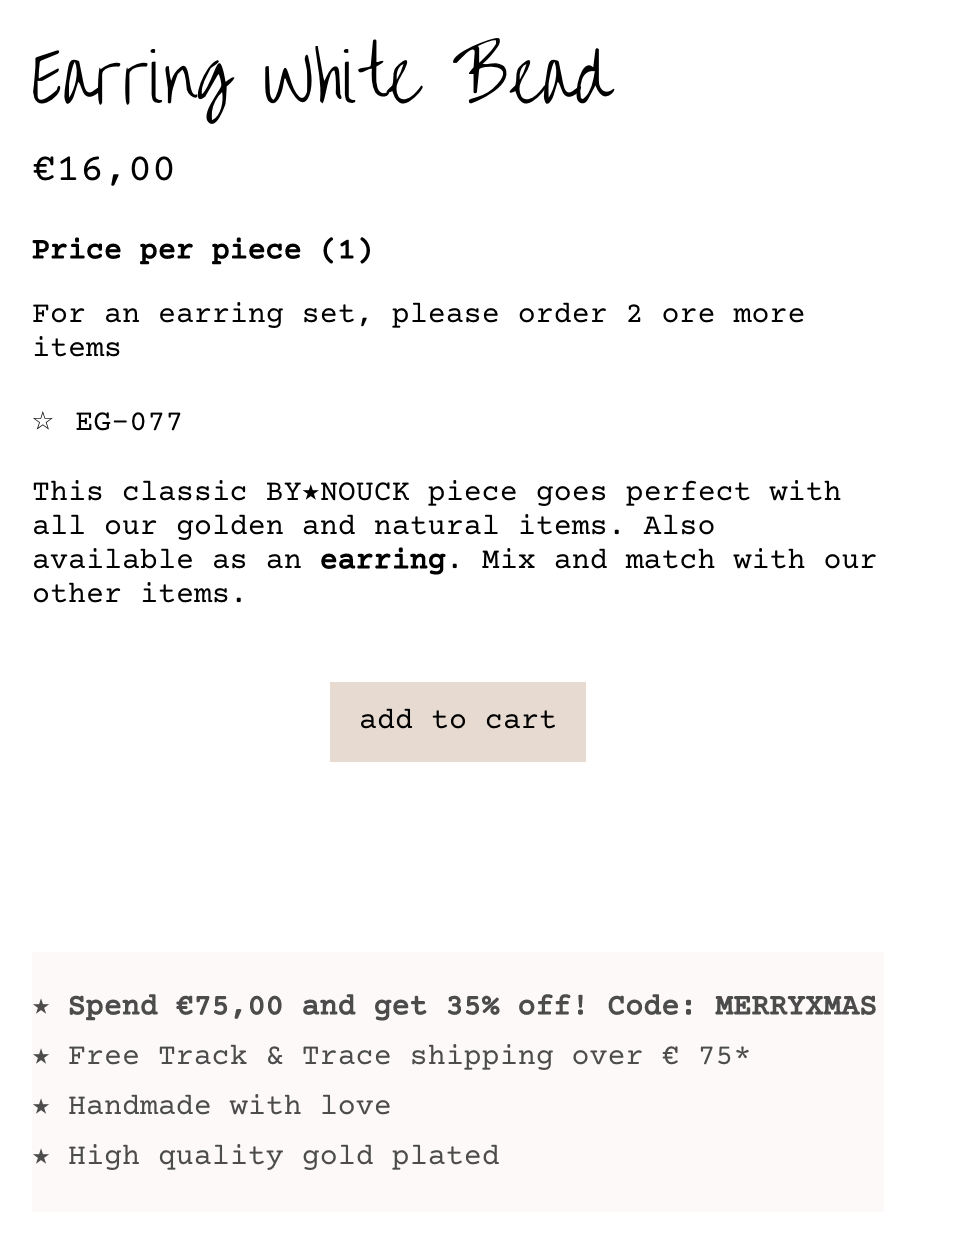 Earring White Bead
€16,00
Price per piece (1)
For an earring set, please order 2 ore more
items
☆ EG-077
This classic BY★NOUCK piece goes perfect with
all our golden and natural items. Also
available as an earring. Mix and match with our
other items.
add to cart
★ Spend €75,00 and get 35% off! Code: MERRYXMAS
★ Free Track & Trace shipping over € 75*
★ Handmade with love
★ High quality gold plated